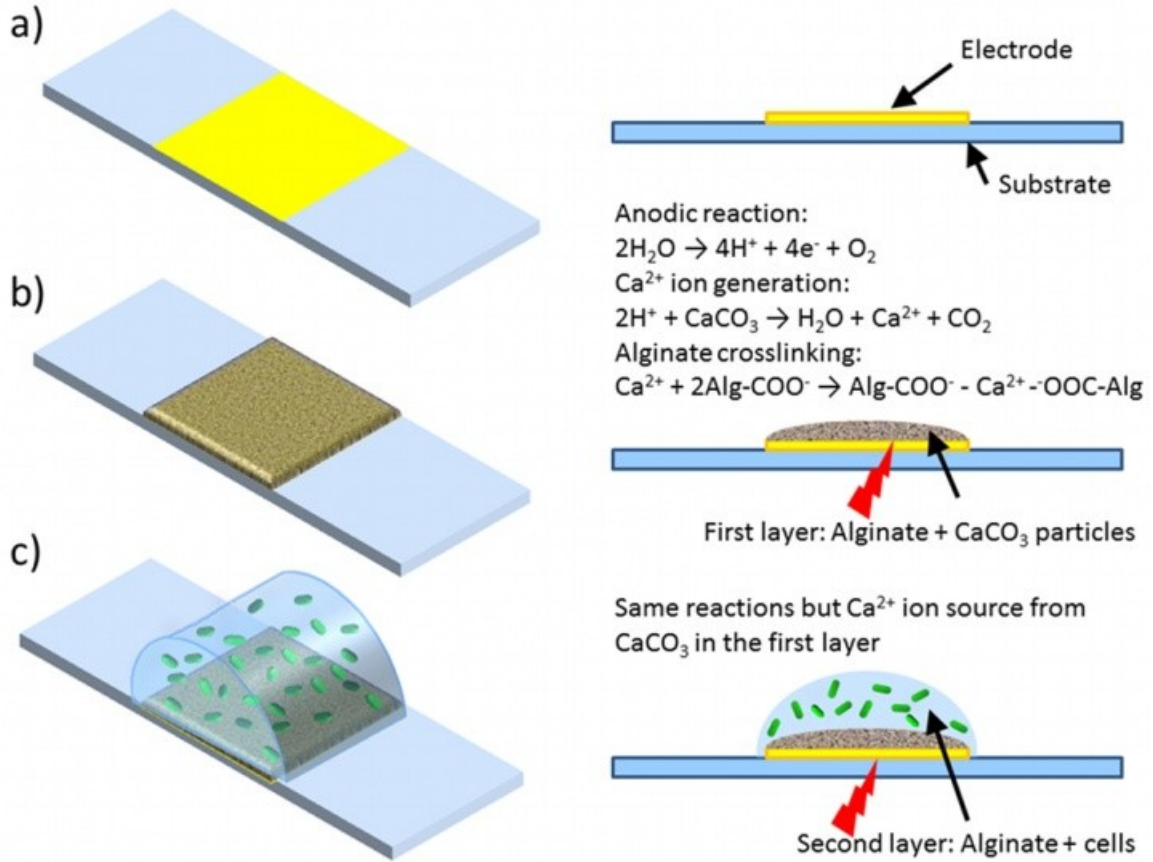 a)
Electrode
Substrate
Anodic reaction:
2H₂O → 4H⁺ + 4e⁻ + O₂
b)
Ca²⁺ ion generation:
2H⁺ + CaCO₃ → H₂O + Ca²⁺ + CO₂
Alginate crosslinking:
Ca²⁺ + 2Alg-COO⁻ → Alg-COO⁻ - Ca²⁺ -⁻OOC-Alg
First layer: Alginate + CaCO₃ particles
c)
Same reactions but Ca²⁺ ion source from
CaCO₃ in the first layer
Second layer: Alginate + cells